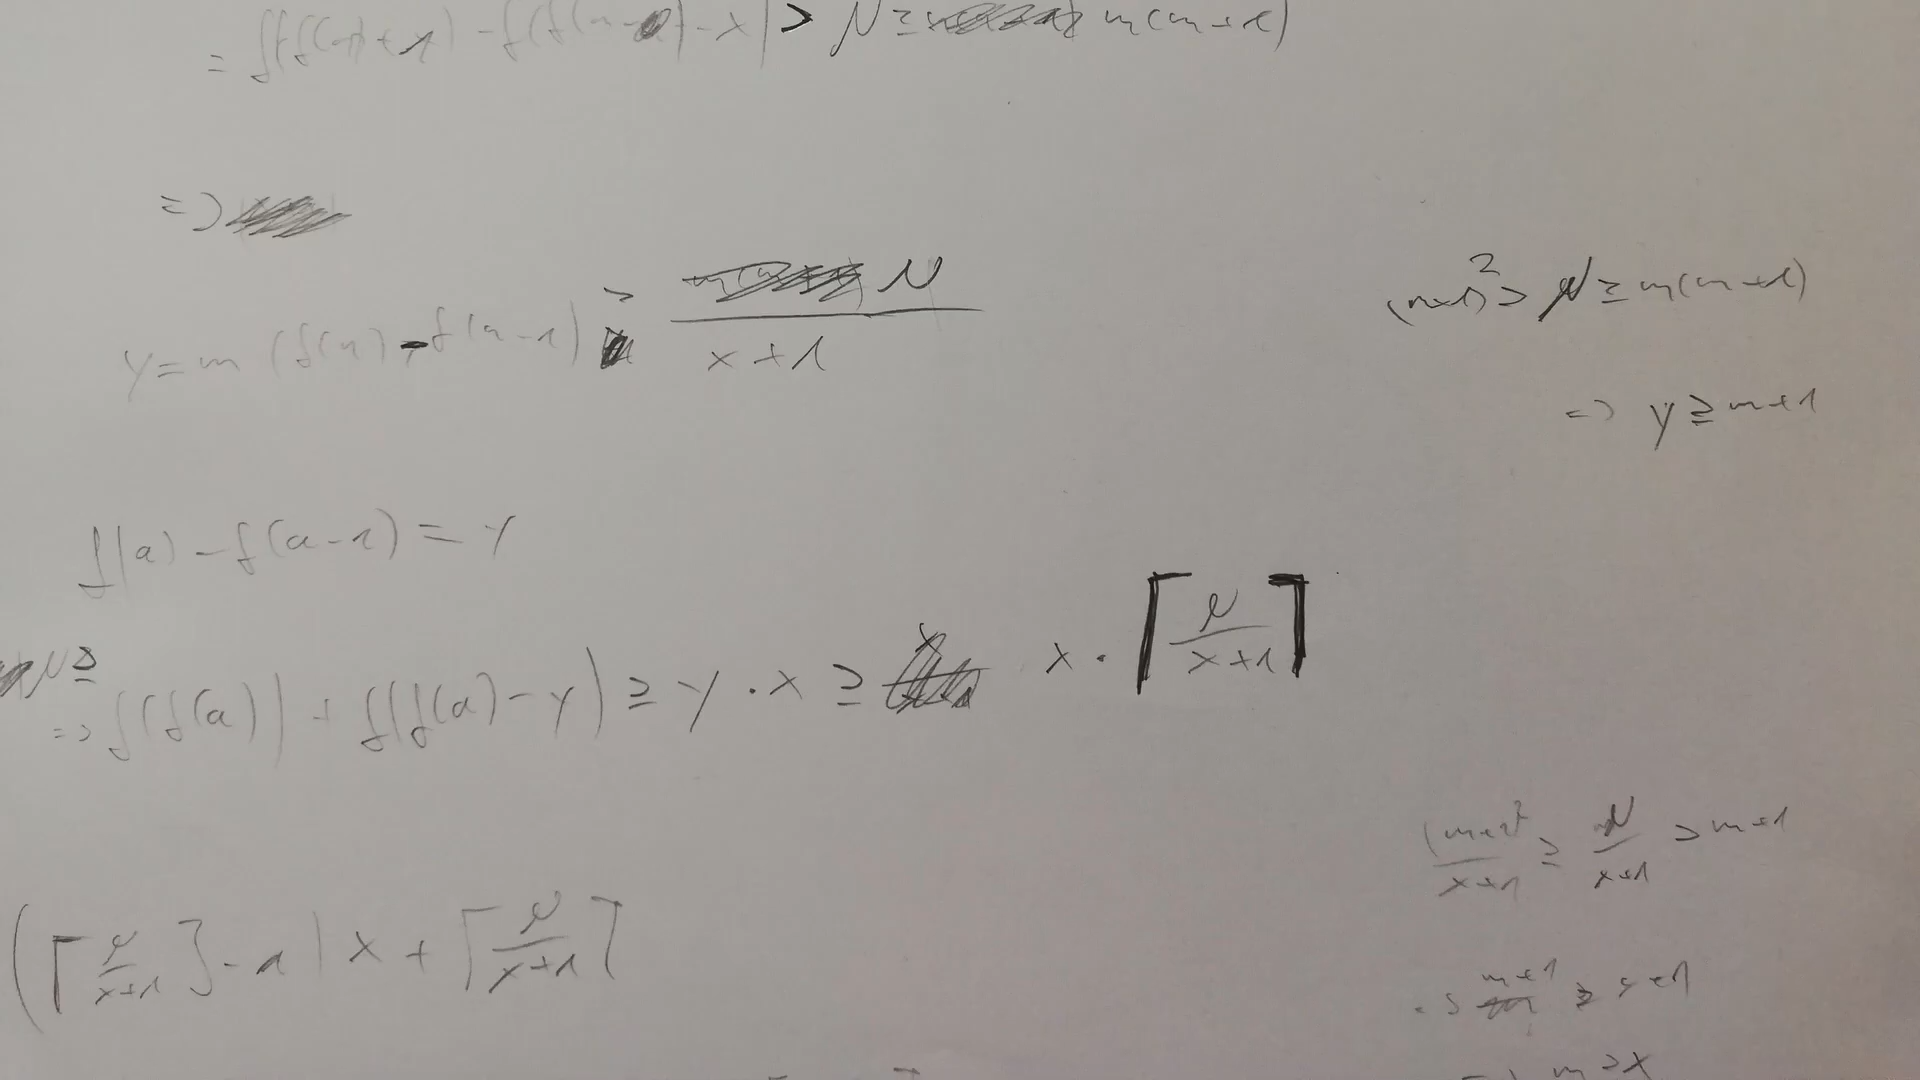 = f(f(a)+1) - f(f(a- ) - x) > N ≥ m(m+1)
=>
y = m (f(a) - f(a-1)) ≥ N / (x+1)
(m+1)² > N ≥ m(m+1)
=> y ≥ m+1
f(a) - f(a-1) = y
N ≥
=> f(f(a)) + f(f(a) - y) ≥ y · x ≥ x · ⌈N / (x+1)⌉
(m+1)² / (x+1) ≥ N / (x+1) > m+1
(⌈N / (x+1)⌉ - 1) x + ⌈N / (x+1)⌉
=> m+1 ≥ x+1
=> m > x